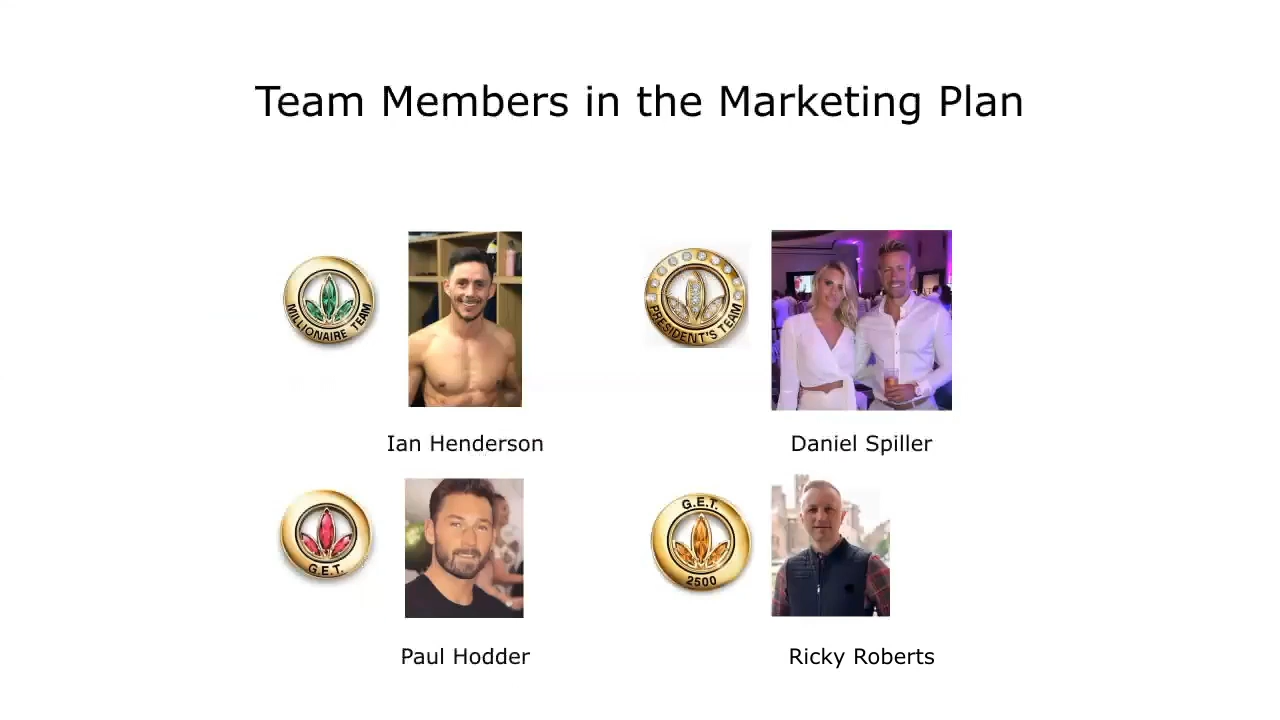 Team Members in the Marketing Plan
MILLIONAIRE TEAM
PRESIDENT'S TEAM
Ian Henderson
Daniel Spiller
G.E.T.
G.E.T.
2500
Paul Hodder
Ricky Roberts